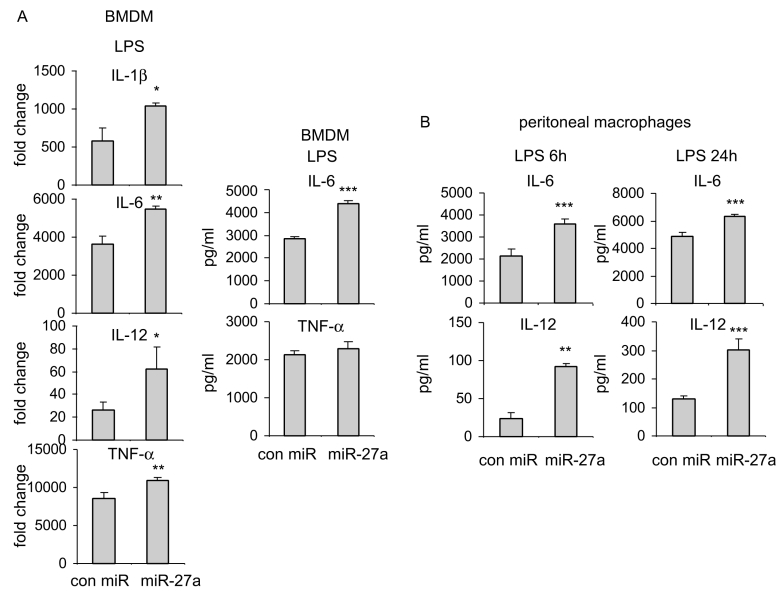 A
BMDM
LPS
IL-1β
*
fold change
1500
1000
500
0
IL-6
**
fold change
6000
4000
2000
0
IL-12
*
fold change
100
80
60
40
20
0
TNF-α
**
fold change
15000
10000
5000
0
con miR miR-27a
BMDM
LPS
IL-6
***
pg/ml
5000
4000
3000
2000
1000
0
TNF-α
pg/ml
3000
2000
1000
0
con miR miR-27a
B
peritoneal macrophages
LPS 6h
IL-6
***
pg/ml
5000
4000
3000
2000
1000
0
IL-12
**
pg/ml
150
100
50
0
con miR miR-27a
LPS 24h
IL-6
***
pg/ml
8000
6000
4000
2000
0
IL-12
***
pg/ml
400
300
200
100
0
con miR miR-27a